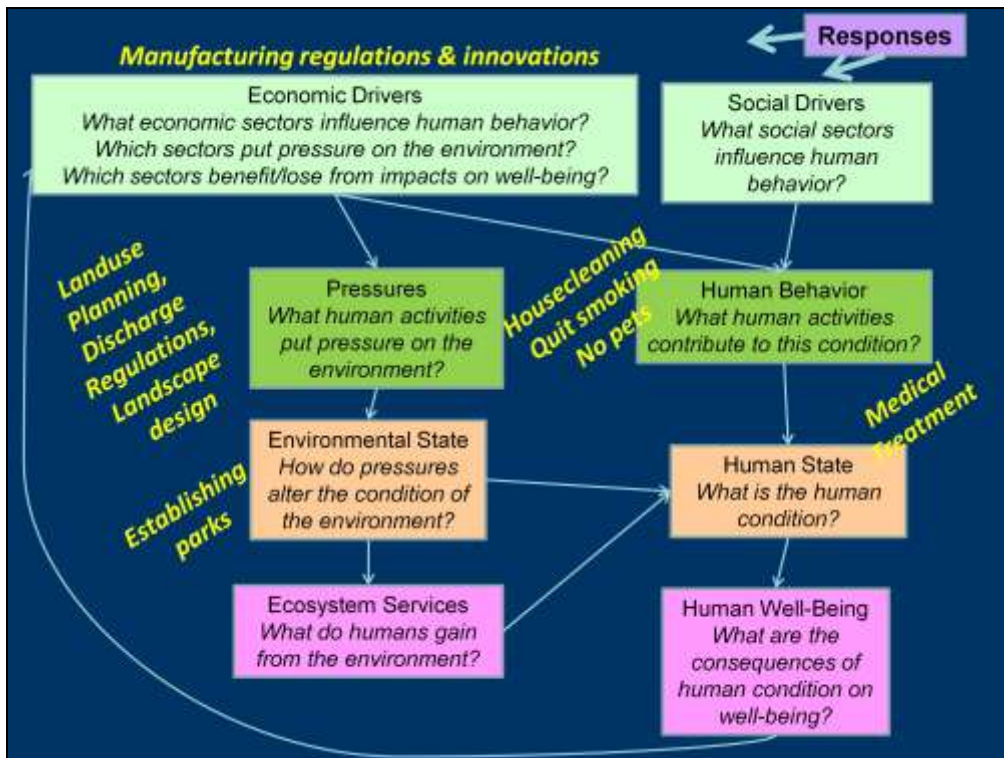 Responses
Manufacturing regulations & innovations
Economic Drivers
What economic sectors influence human behavior?
Which sectors put pressure on the environment?
Which sectors benefit/lose from impacts on well-being?
Social Drivers
What social sectors
influence human
behavior?
Landuse
Planning,
Discharge
Regulations,
Landscape
design
Pressures
What human activities
put pressure on the
environment?
Housecleaning
Quit smoking
No pets
Human Behavior
What human activities
contribute to this condition?
Medical
Treatment
Establishing
parks
Environmental State
How do pressures
alter the condition of
the environment?
Human State
What is the human
condition?
Ecosystem Services
What do humans gain
from the environment?
Human Well-Being
What are the
consequences of
human condition on
well-being?